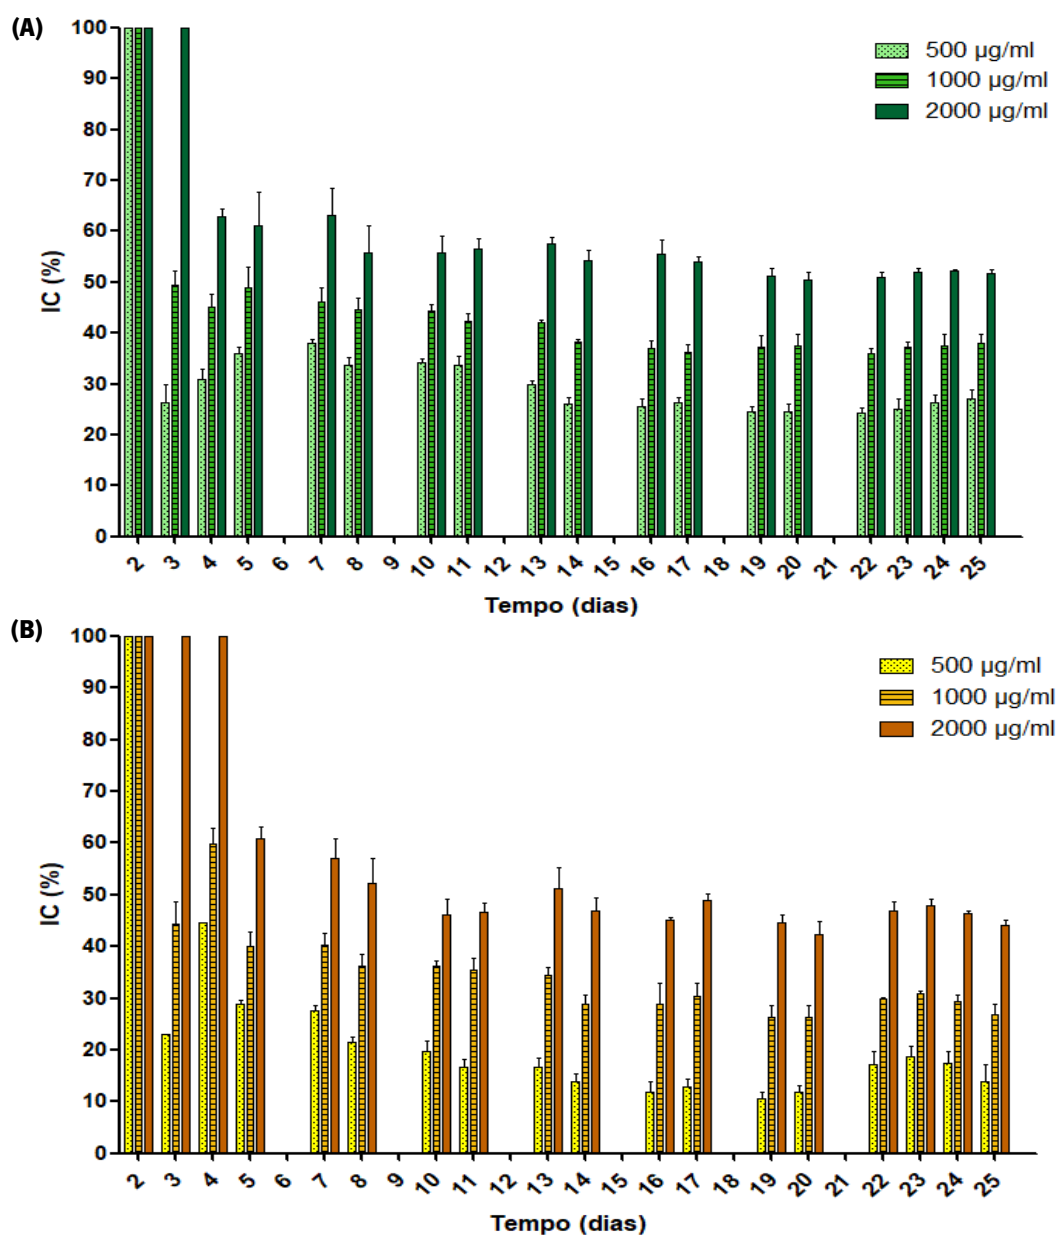 (A)
100
90
80
70
60
50
40
30
20
10
0
IC (%)
500 µg/ml
1000 µg/ml
2000 µg/ml
2 3 4 5 6 7 8 9 10 11 12 13 14 15 16 17 18 19 20 21 22 23 24 25
Tempo (dias)
(B)
100
90
80
70
60
50
40
30
20
10
0
IC (%)
500 µg/ml
1000 µg/ml
2000 µg/ml
2 3 4 5 6 7 8 9 10 11 12 13 14 15 16 17 18 19 20 21 22 23 24 25
Tempo (dias)